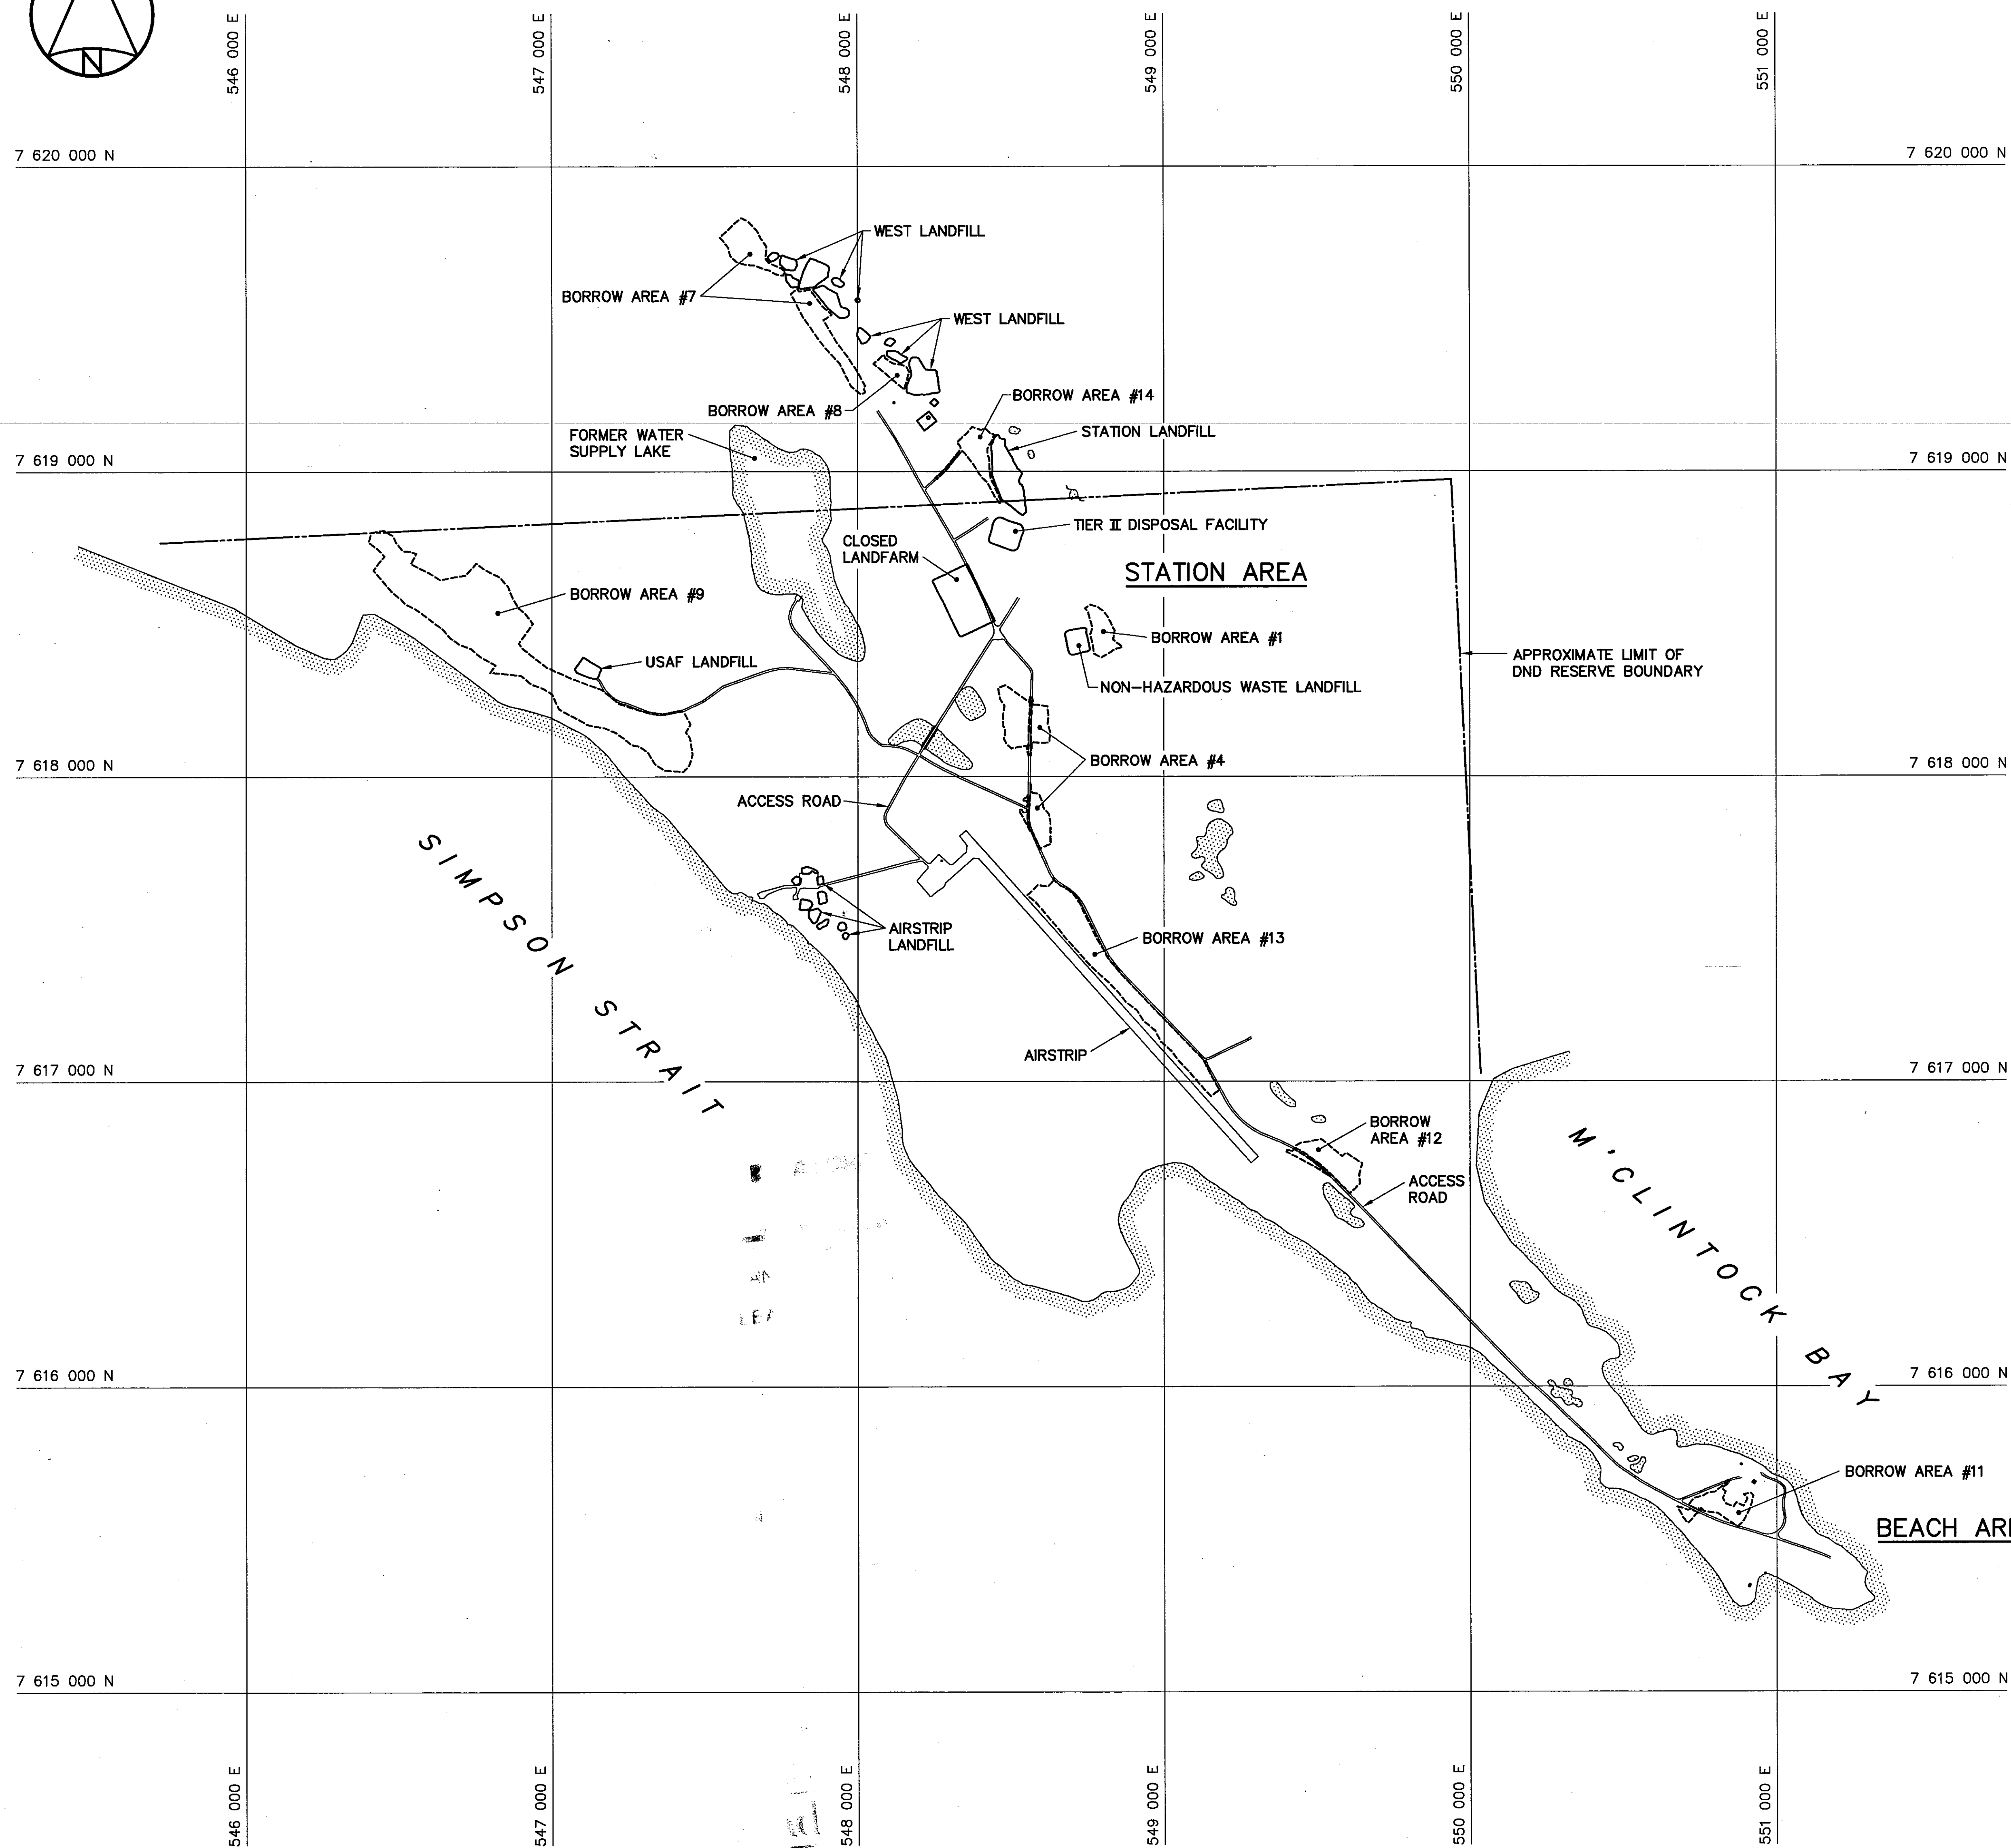 N
546 000 E
547 000 E
548 000 E
549 000 E
550 000 E
551 000 E
7 620 000 N
7 620 000 N
WEST LANDFILL
BORROW AREA #7
WEST LANDFILL
BORROW AREA #14
BORROW AREA #8
STATION LANDFILL
FORMER WATER
SUPPLY LAKE
7 619 000 N
7 619 000 N
TIER II DISPOSAL FACILITY
CLOSED
LANDFARM
STATION AREA
BORROW AREA #9
BORROW AREA #1
USAF LANDFILL
APPROXIMATE LIMIT OF
DND RESERVE BOUNDARY
NON-HAZARDOUS WASTE LANDFILL
7 618 000 N
7 618 000 N
BORROW AREA #4
ACCESS ROAD
SIMPSON STRAIT
AIRSTRIP
LANDFILL
BORROW AREA #13
AIRSTRIP
7 617 000 N
7 617 000 N
BORROW
AREA #12
M'CLINTOCK BAY
ACCESS
ROAD
7 616 000 N
7 616 000 N
BORROW AREA #11
BEACH
7 615 000 N
7 615 000 N
546 000 E
547 000 E
548 000 E
549 000 E
550 000 E
551 000 E